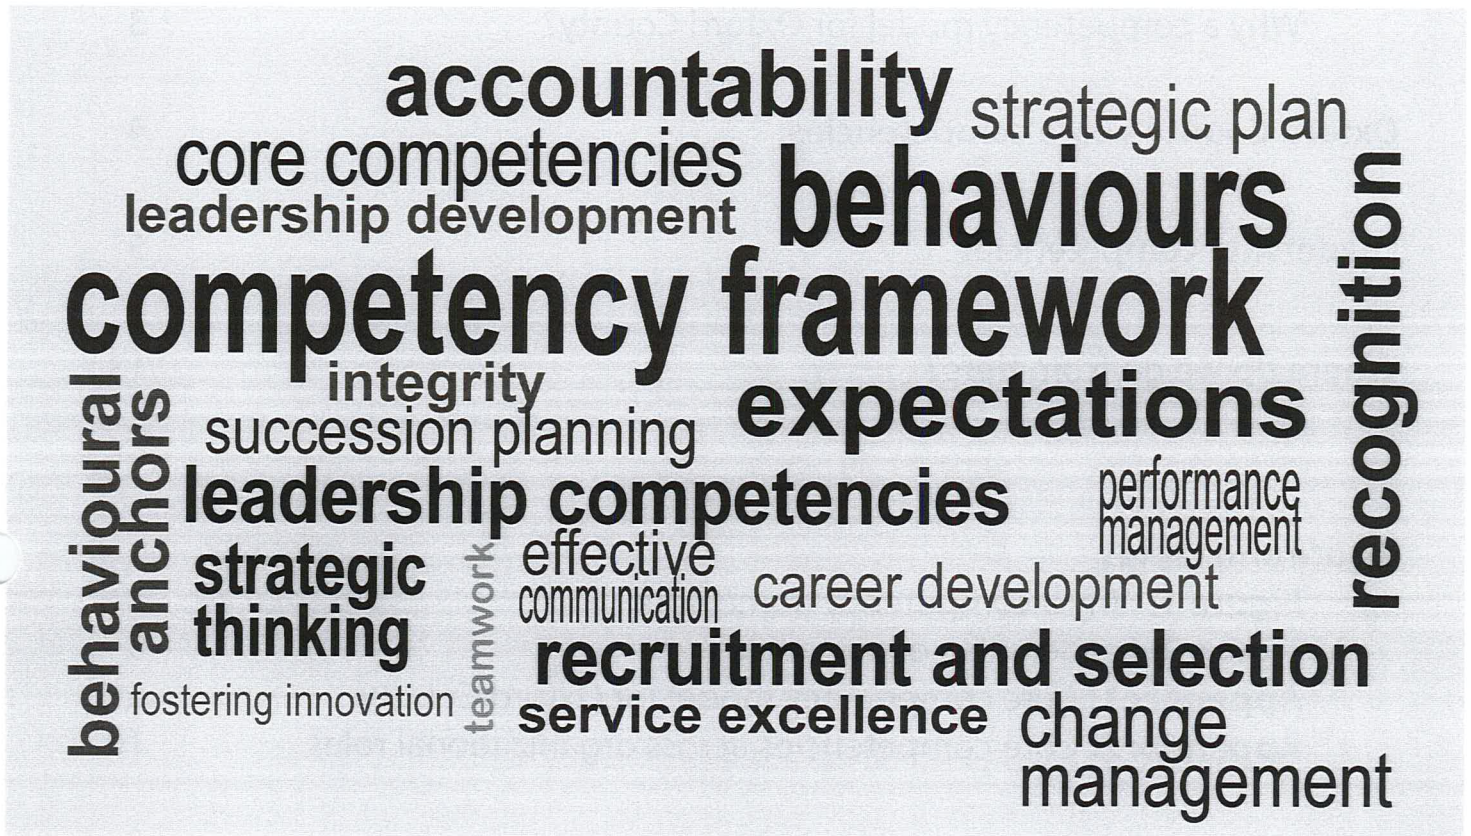 accountability
strategic plan
core competencies
behaviours
leadership development
recognition
competency framework
integrity
expectations
succession planning
behavioural
anchors
leadership competencies
performance
management
strategic
thinking
teamwork
effective
communication
career development
recruitment and selection
fostering innovation
service excellence
change
management